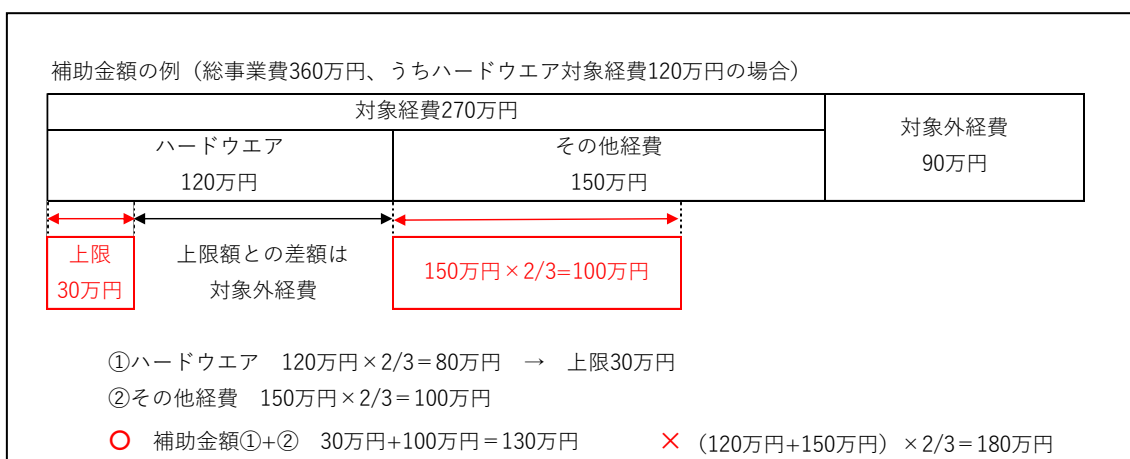 補助金額の例（総事業費360万円、うちハードウエア対象経費120万円の場合）
対象経費270万円
対象外経費
90万円
ハードウエア
120万円
その他経費
150万円
上限
30万円
上限額との差額は
対象外経費
150万円×2/3=100万円
①ハードウエア　120万円×2/3＝80万円　→　上限30万円
②その他経費　150万円×2/3＝100万円
○　補助金額①+②　30万円+100万円＝130万円　　×（120万円+150万円）×2/3＝180万円